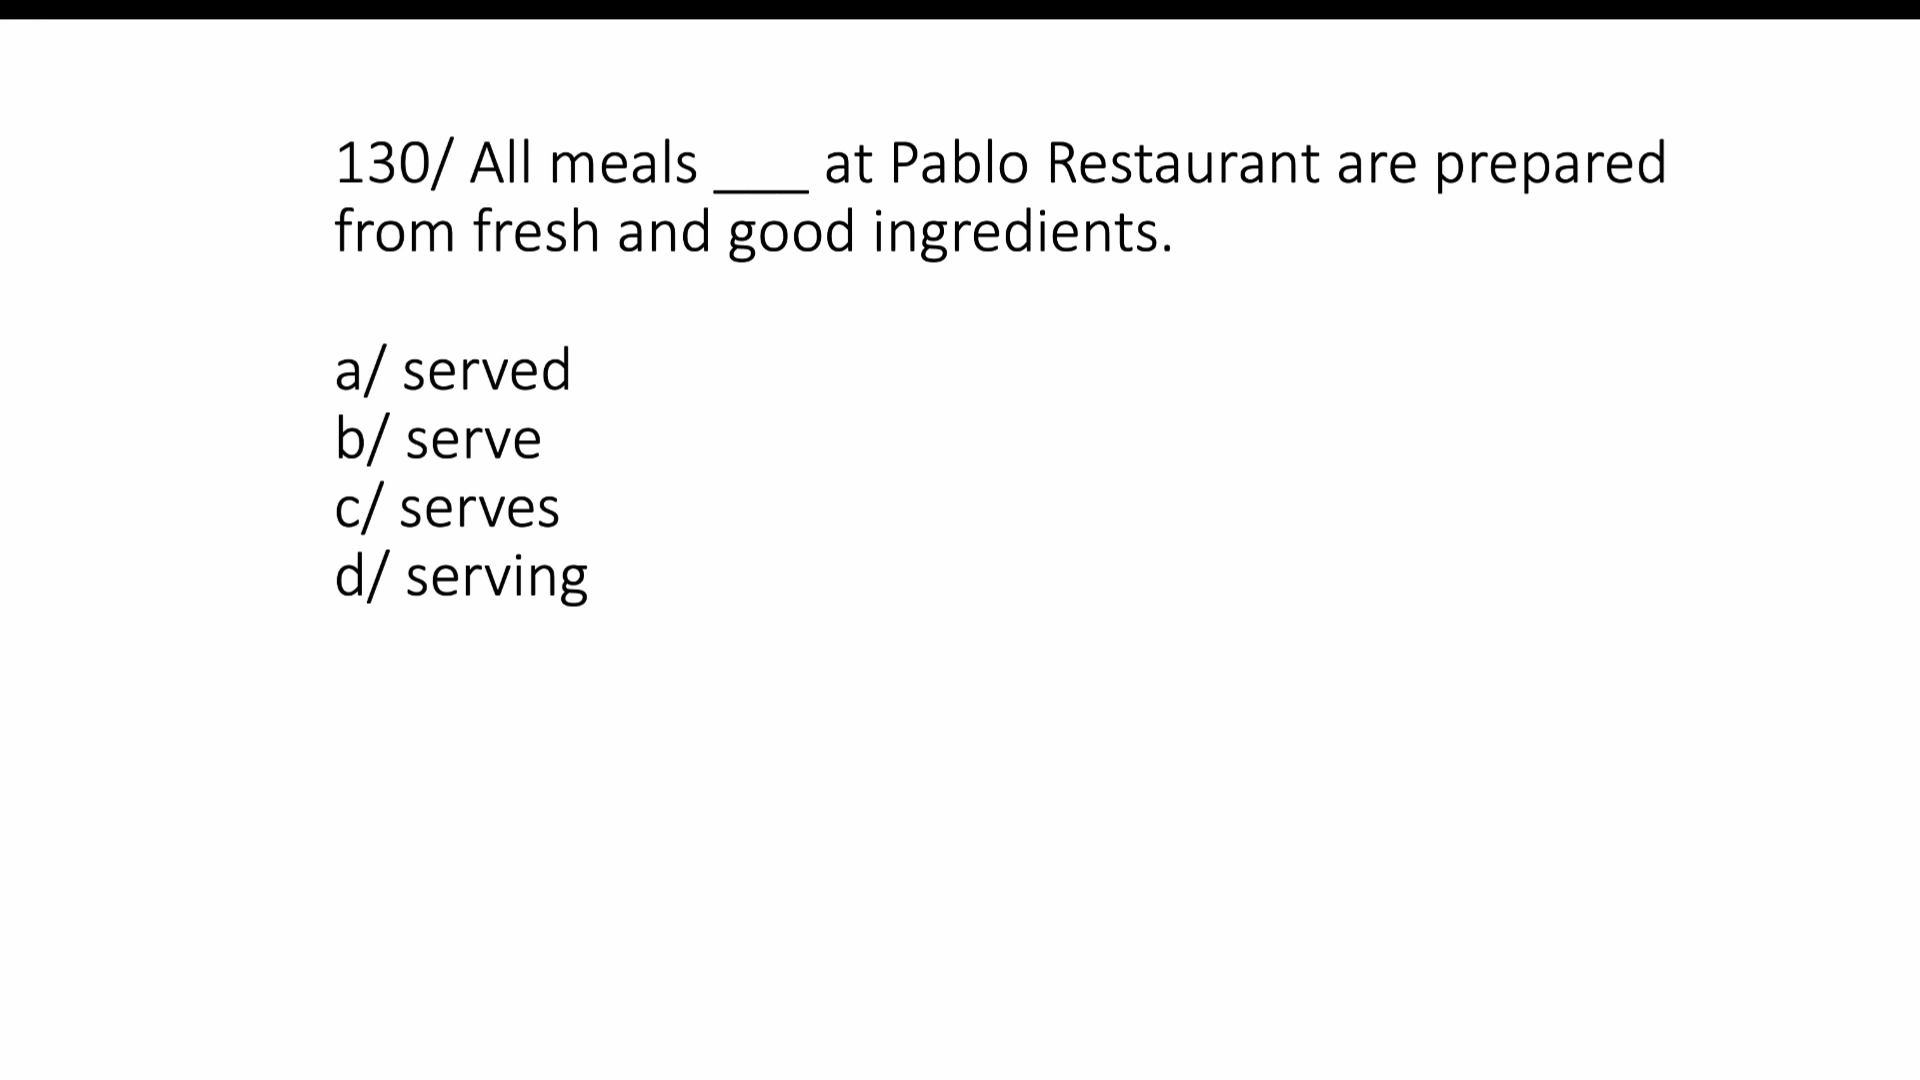 130/ All meals ___ at Pablo Restaurant are prepared
from fresh and good ingredients.
a/ served
b/ serve
c/ serves
d/ serving